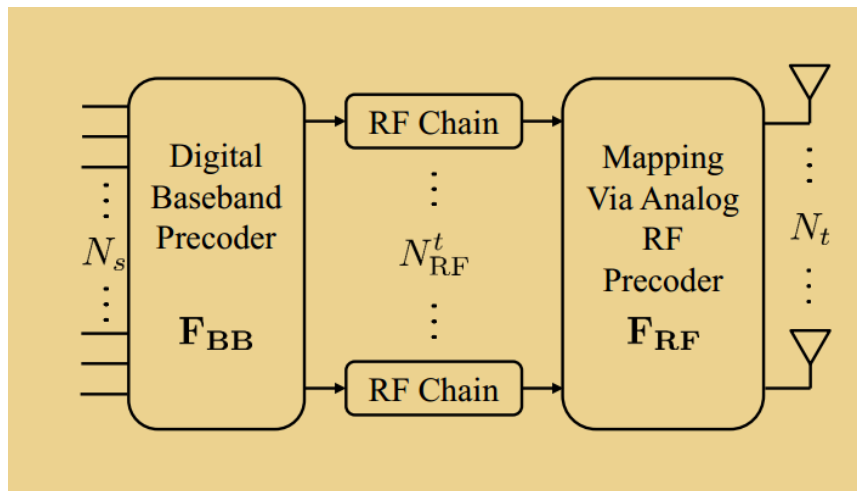 Digital
Baseband
Precoder
N_s
F_BB
RF Chain
N_RF^t
RF Chain
Mapping
Via Analog
RF
Precoder
F_RF
N_t